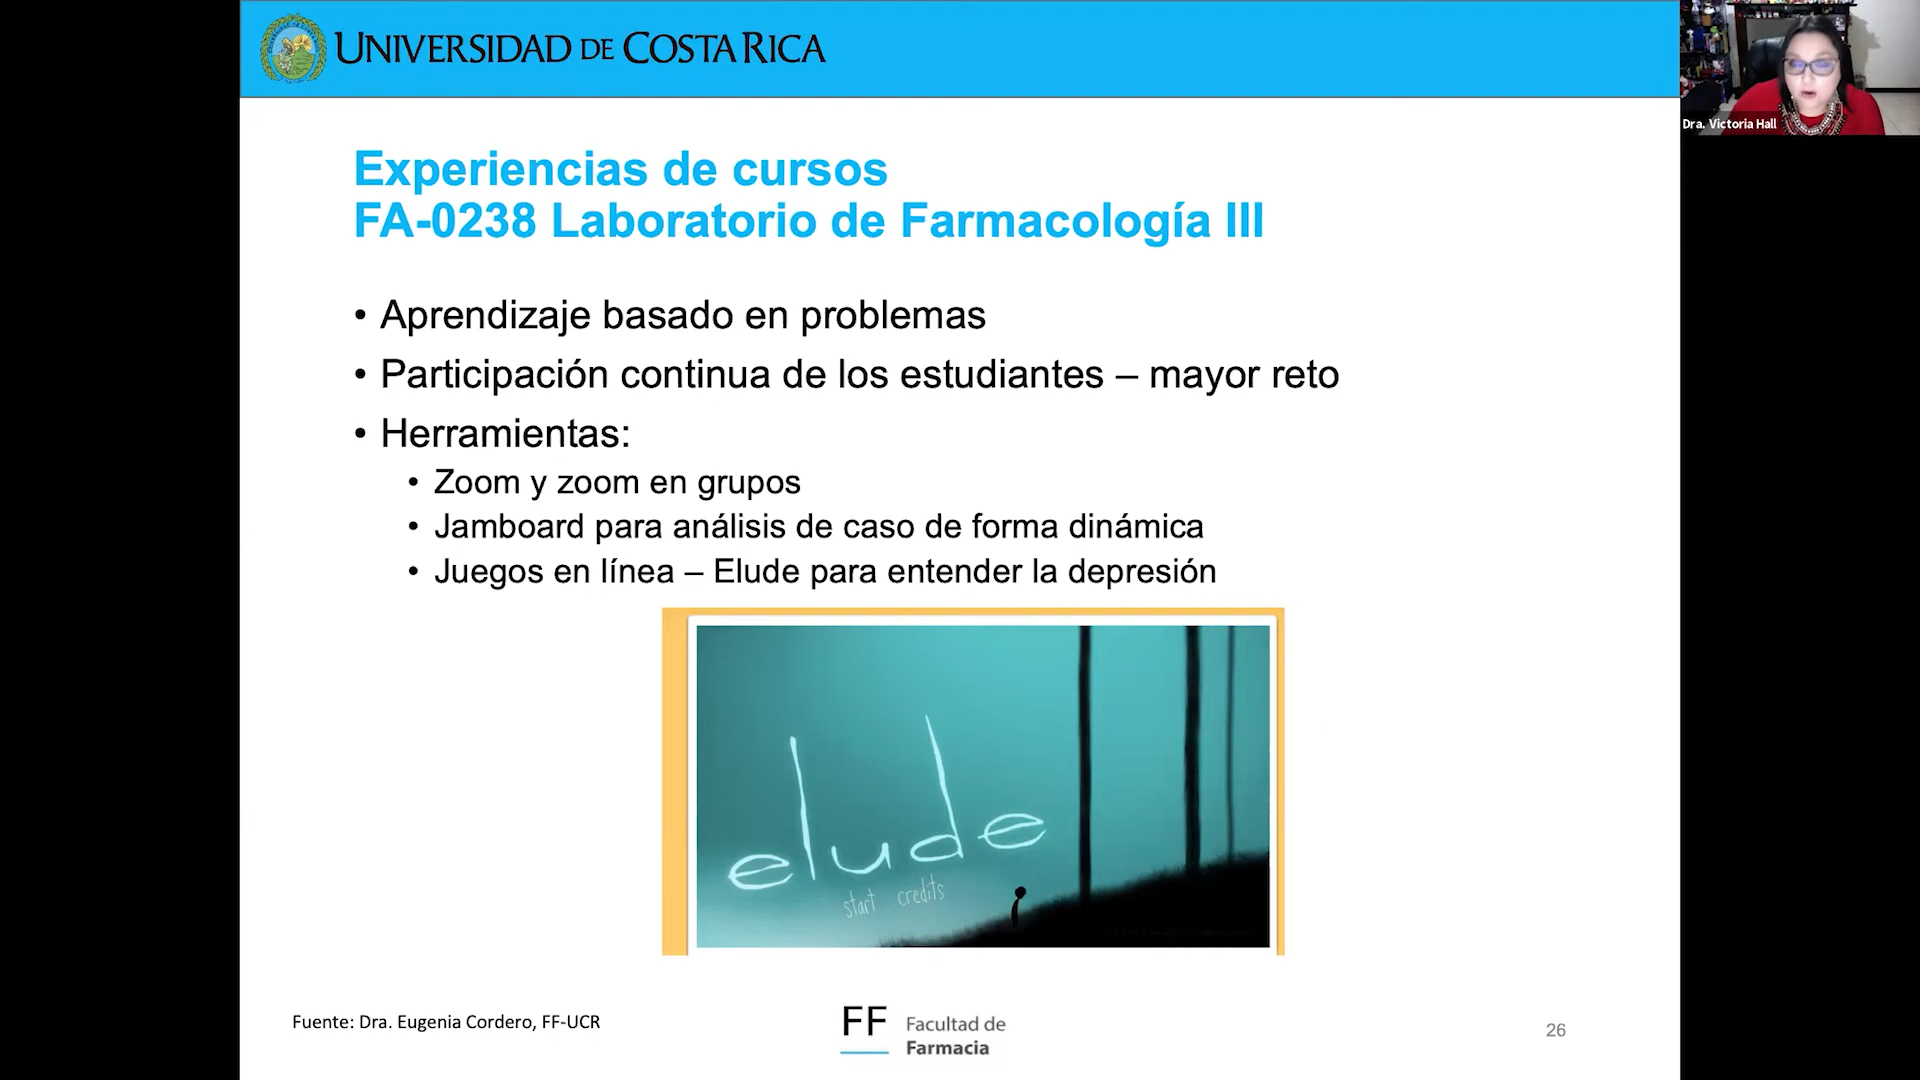 UNIVERSIDAD DE COSTA RICA
Dra. Victoria Hall
Experiencias de cursos
FA-0238 Laboratorio de Farmacología III
• Aprendizaje basado en problemas
• Participación continua de los estudiantes – mayor reto
• Herramientas:
• Zoom y zoom en grupos
• Jamboard para análisis de caso de forma dinámica
• Juegos en línea – Elude para entender la depresión
elude
start credits
Fuente: Dra. Eugenia Cordero, FF-UCR
FF Facultad de
Farmacia
26